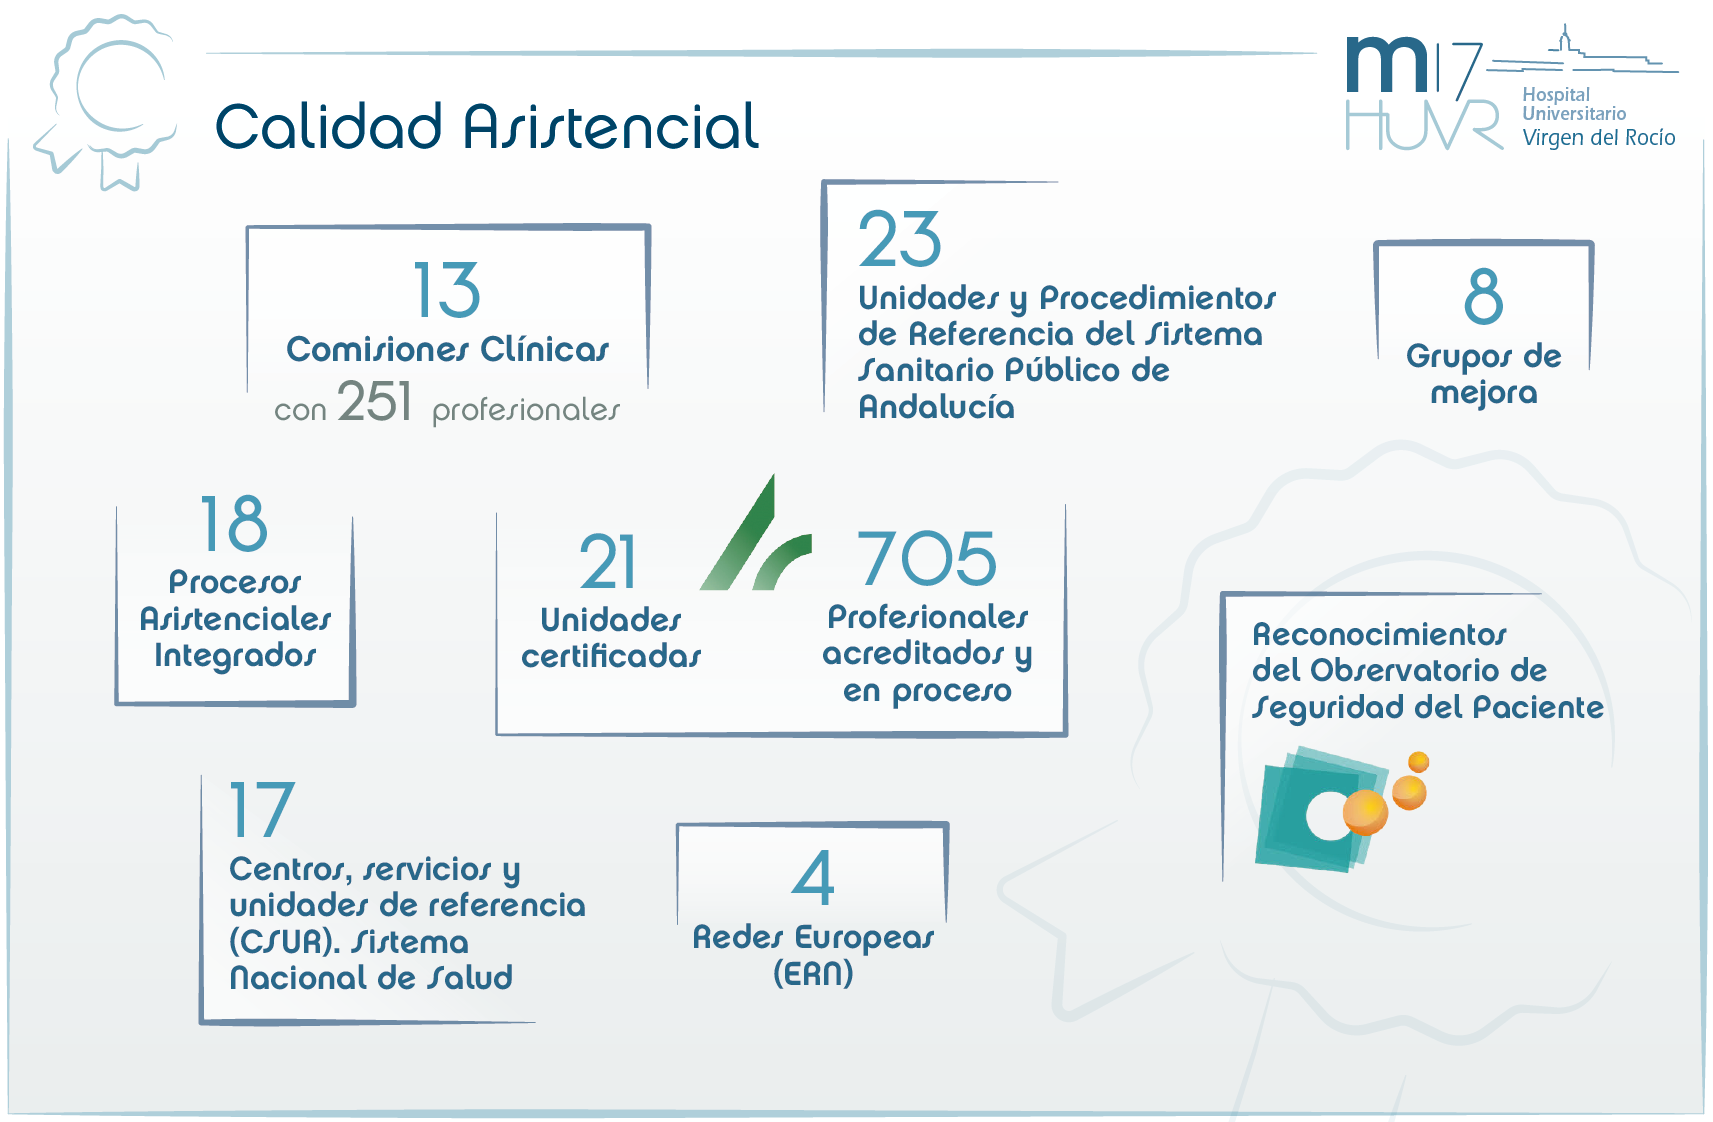 Calidad Asistencial
m17
HUVR
Hospital
Universitario
Virgen del Rocío
13
Comisiones Clínicas
con 251 profesionales
23
Unidades y Procedimientos
de Referencia del Sistema
Sanitario Público de
Andalucía
8
Grupos de
mejora
18
Procesos
Asistenciales
Integrados
21
Unidades
certificadas
705
Profesionales
acreditados y
en proceso
Reconocimientos
del Observatorio de
Seguridad del Paciente
17
Centros, servicios y
unidades de referencia
(CSUR). Sistema
Nacional de Salud
4
Redes Europeas
(ERN)